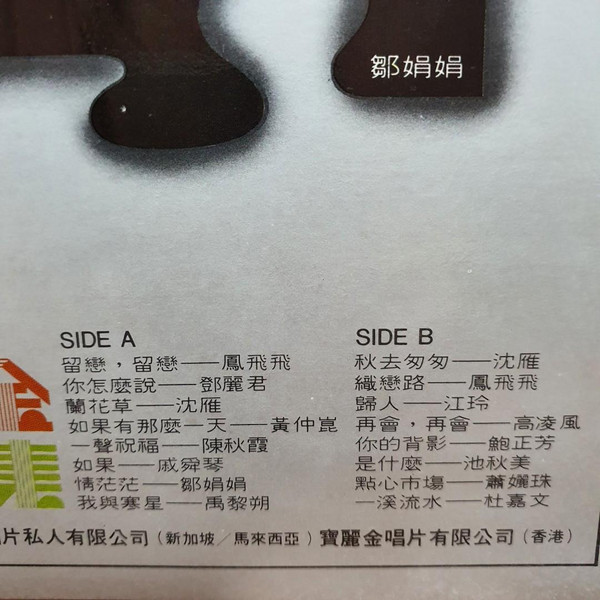 鄒娟娟
SIDE A
留戀，留戀——鳳飛飛
你怎麼說——鄧麗君
蘭花草——沈雁
如果有那麼一天——黃仲崑
一聲祝福——陳秋霞
如果——戚舜琴
情茫茫——鄒娟娟
我與寒星——禹黎朔
SIDE B
秋去匆匆——沈雁
纖戀路——鳳飛飛
歸人——江玲
再會，再會——高凌風
你的背影——鮑正芳
是什麼——池秋美
點心市場——蕭孋珠
一溪流水——杜嘉文
片私人有限公司（新加坡／馬來西亞）寶麗金唱片有限公司（香港）